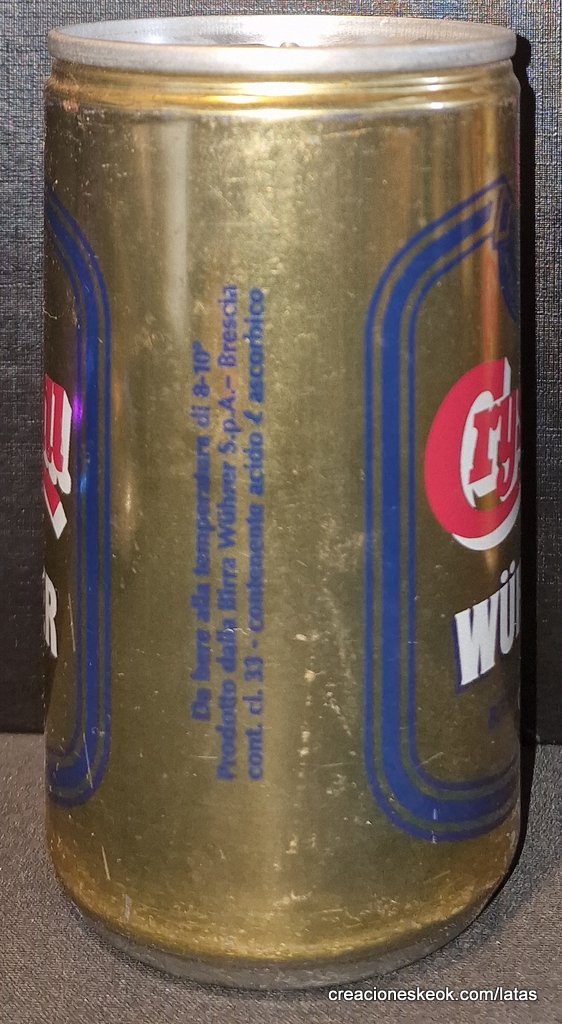 Da bere alla temperatura di 8-10°
Prodotto dalla Birra Wührer S.p.A.- Brescia
cont. cl. 33 - contenente acido ℓ ascorbico
Cry
WÜ
R
creacioneskeok.com/latas